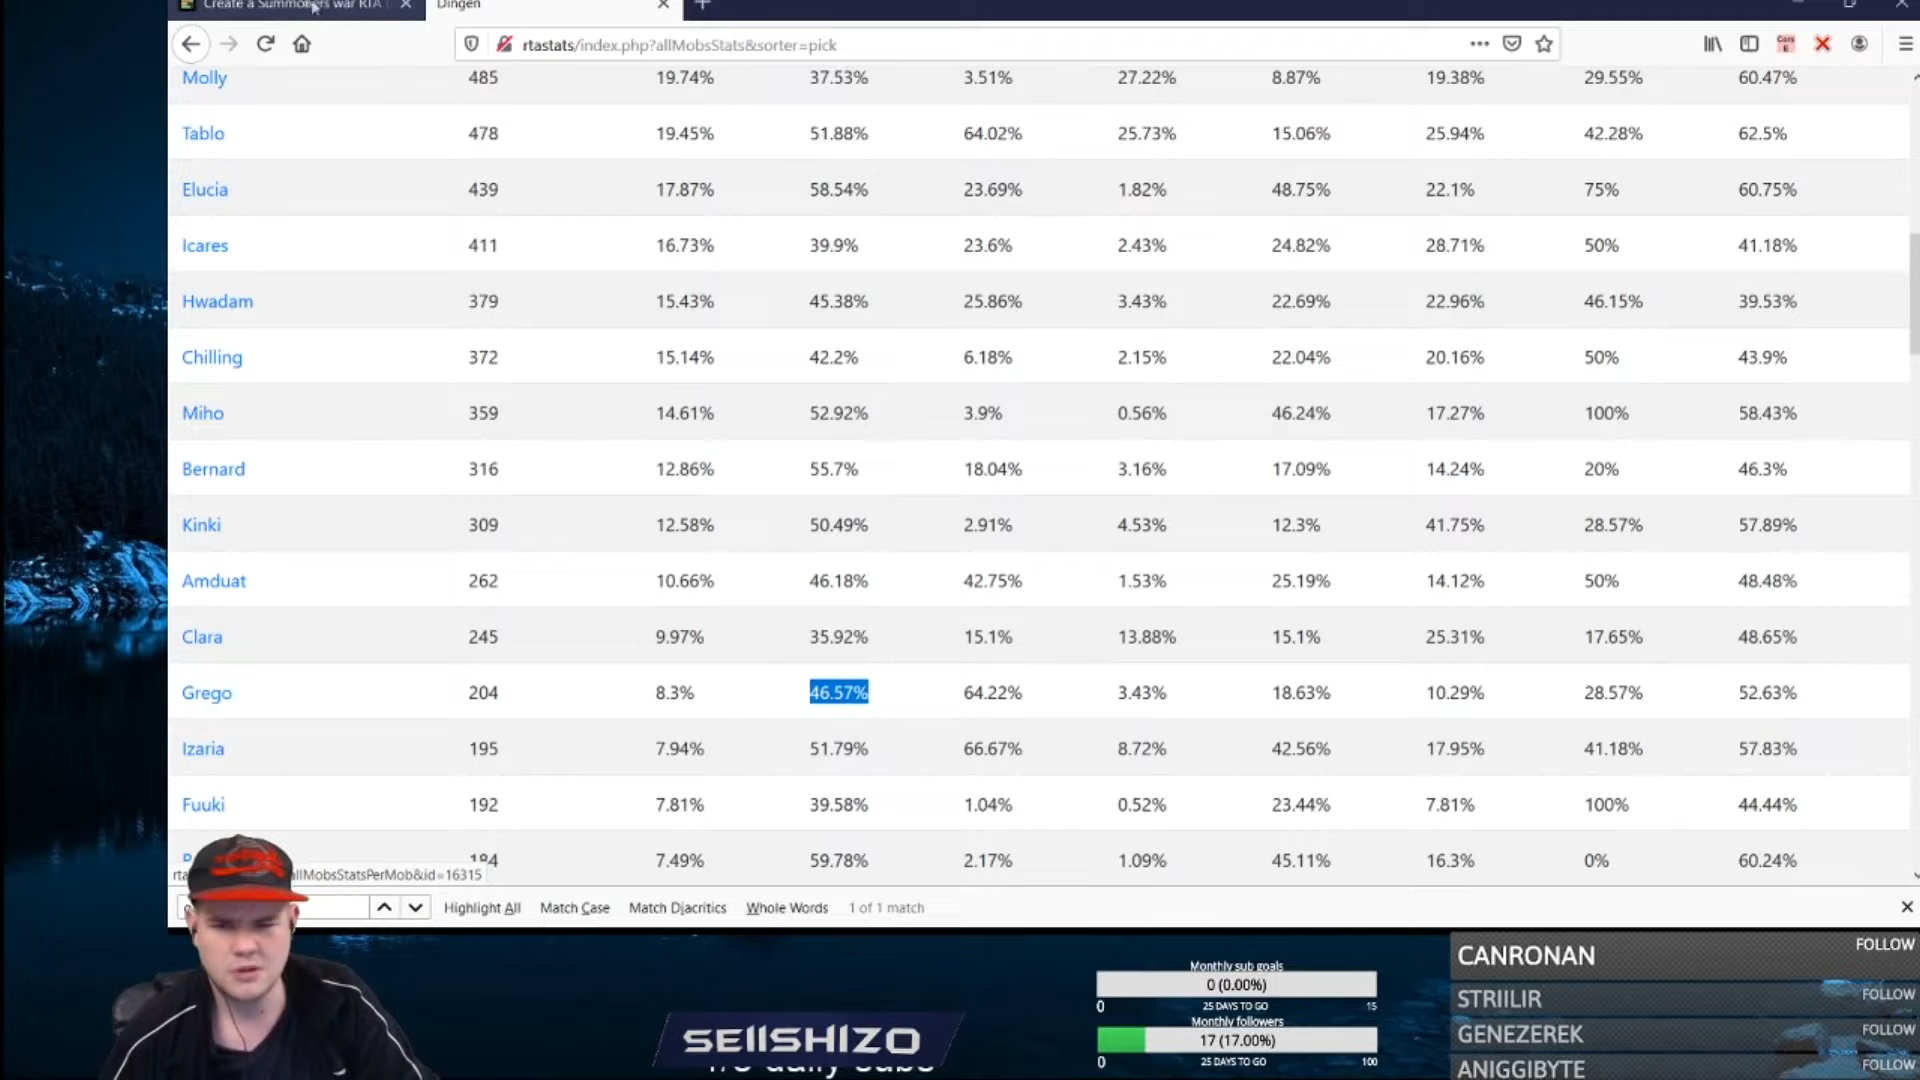 Create a Summoners war RTA
Dingen
rtastats/index.php?allMobsStats&sorter=pick
Molly 485 19.74% 37.53% 3.51% 27.22% 8.87% 19.38% 29.55% 60.47%
Tablo 478 19.45% 51.88% 64.02% 25.73% 15.06% 25.94% 42.28% 62.5%
Elucia 439 17.87% 58.54% 23.69% 1.82% 48.75% 22.1% 75% 60.75%
Icares 411 16.73% 39.9% 23.6% 2.43% 24.82% 28.71% 50% 41.18%
Hwadam 379 15.43% 45.38% 25.86% 3.43% 22.69% 22.96% 46.15% 39.53%
Chilling 372 15.14% 42.2% 6.18% 2.15% 22.04% 20.16% 50% 43.9%
Miho 359 14.61% 52.92% 3.9% 0.56% 46.24% 17.27% 100% 58.43%
Bernard 316 12.86% 55.7% 18.04% 3.16% 17.09% 14.24% 20% 46.3%
Kinki 309 12.58% 50.49% 2.91% 4.53% 12.3% 41.75% 28.57% 57.89%
Amduat 262 10.66% 46.18% 42.75% 1.53% 25.19% 14.12% 50% 48.48%
Clara 245 9.97% 35.92% 15.1% 13.88% 15.1% 25.31% 17.65% 48.65%
Grego 204 8.3% 46.57% 64.22% 3.43% 18.63% 10.29% 28.57% 52.63%
Izaria 195 7.94% 51.79% 66.67% 8.72% 42.56% 17.95% 41.18% 57.83%
Fuuki 192 7.81% 39.58% 1.04% 0.52% 23.44% 7.81% 100% 44.44%
184 7.49% 59.78% 2.17% 1.09% 45.11% 16.3% 0% 60.24%
allMobsStatsPerMob&id=16315
Highlight All Match Case Match Diacritics Whole Words 1 of 1 match
Monthly sub goals
0 (0.00%)
0 25 DAYS TO GO 15
Monthly followers
17 (17.00%)
0 25 DAYS TO GO 100
SEllSHIZO
CANRONAN FOLLOW
STRIILIR FOLLOW
GENEZEREK FOLLOW
ANIGGIBYTE FOLLOW